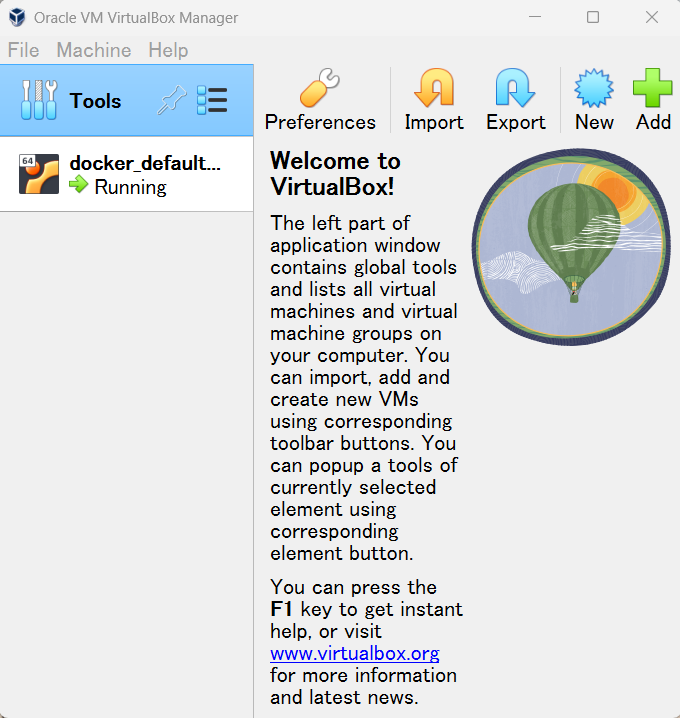 Oracle VM VirtualBox Manager
File Machine Help
Tools
Preferences Import Export New Add
64
docker_default...
Running
Welcome to
VirtualBox!
The left part of
application window
contains global tools
and lists all virtual
machines and virtual
machine groups on
your computer. You
can import, add and
create new VMs
using corresponding
toolbar buttons. You
can popup a tools of
currently selected
element using
corresponding
element button.
You can press the
F1 key to get instant
help, or visit
www.virtualbox.org
for more information
and latest news.